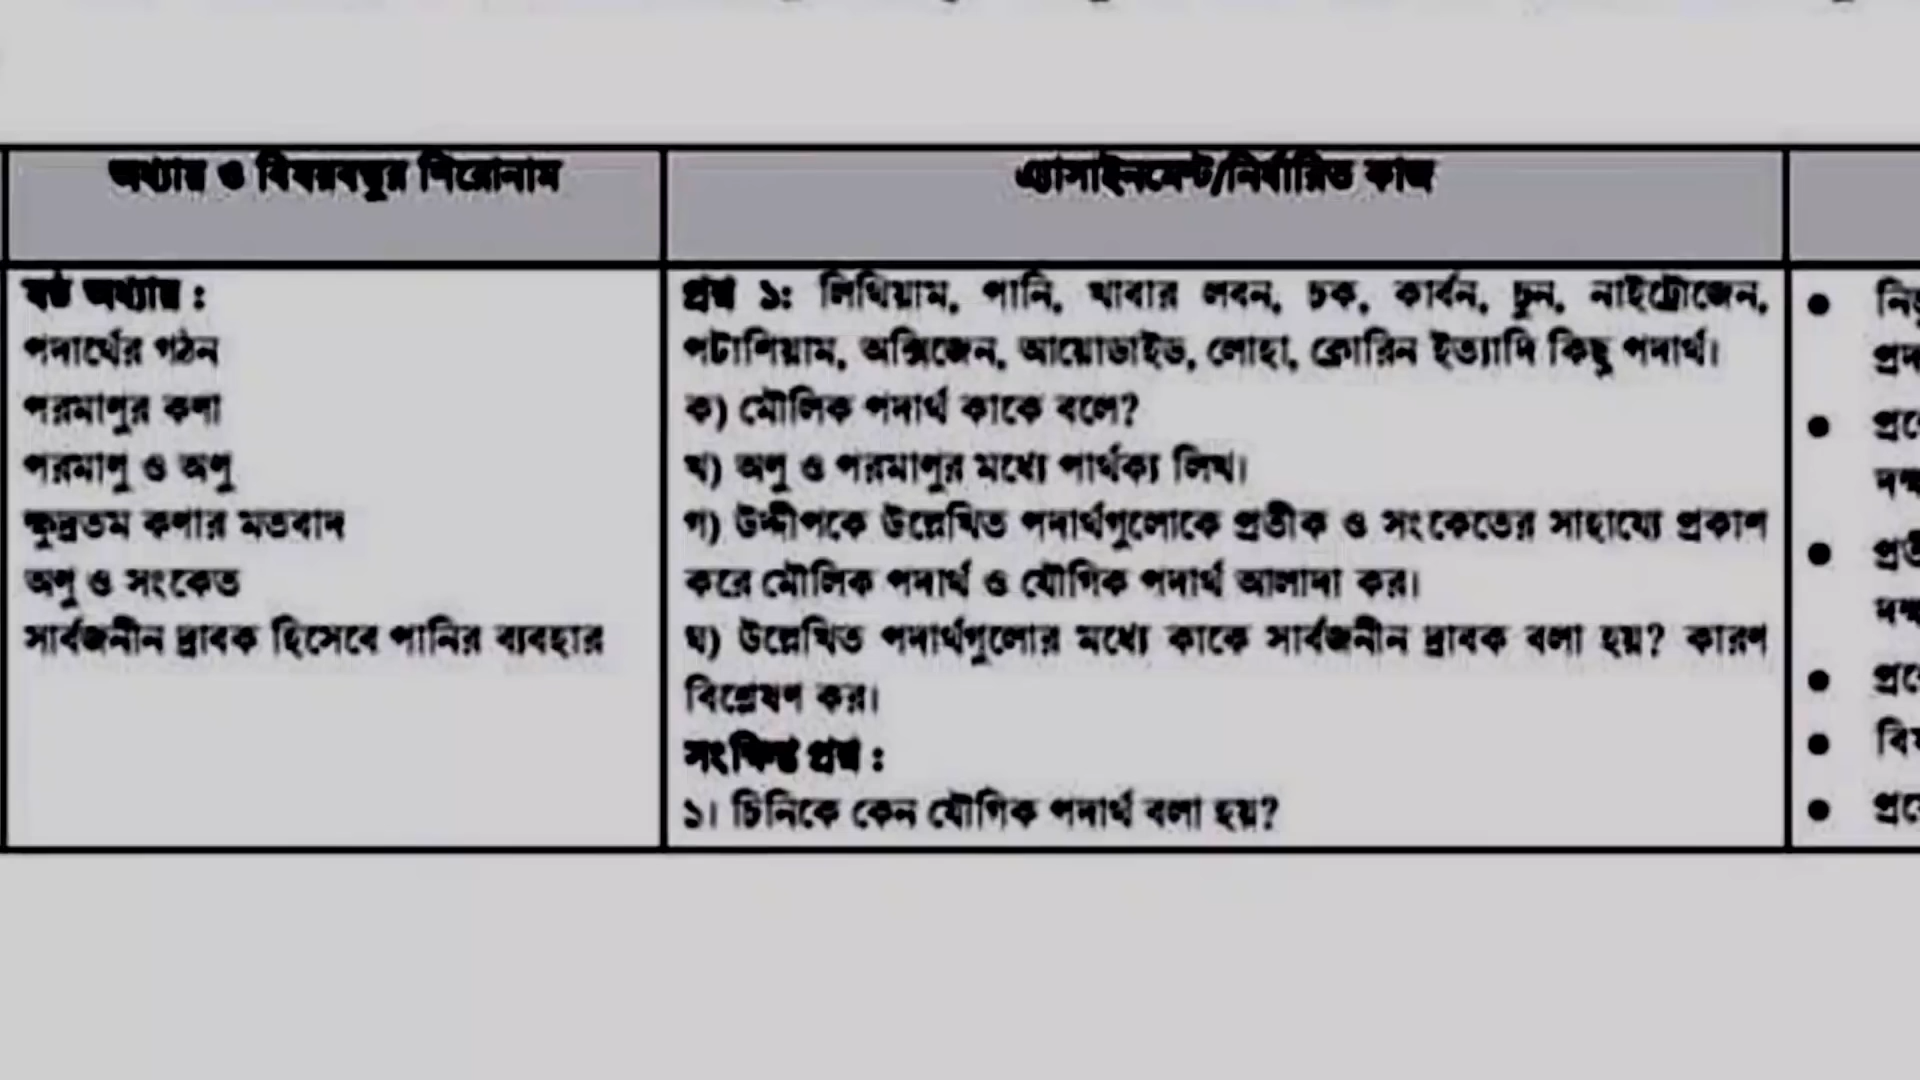 অধ্যায় ও বিষয়বস্তুর শিরোনাম
এ্যাসাইনমেন্ট/নির্ধারিত কাজ
ষষ্ঠ অধ্যায় :
পদার্থের গঠন
পরমাণুর কণা
পরমাণু ও অণু
ক্ষুদ্রতম কণার মতবাদ
অণু ও সংকেত
সার্বজনীন দ্রাবক হিসেবে পানির ব্যবহার
প্রশ্ন ১: লিথিয়াম, পানি, খাবার লবন, চক, কার্বন, চুন, নাইট্রোজেন,
পটাশিয়াম, অক্সিজেন, আয়োডাইড, লোহা, ক্লোরিন ইত্যাদি কিছু পদার্থ।
ক) মৌলিক পদার্থ কাকে বলে?
খ) অণু ও পরমাণুর মধ্যে পার্থক্য লিখ।
গ) উদ্দীপকে উল্লেখিত পদার্থগুলোকে প্রতীক ও সংকেতের সাহায্যে প্রকাশ
করে মৌলিক পদার্থ ও যৌগিক পদার্থ আলাদা কর।
ঘ) উল্লেখিত পদার্থগুলোর মধ্যে কাকে সার্বজনীন দ্রাবক বলা হয়? কারণ
বিশ্লেষণ কর।
সংক্ষিপ্ত প্রশ্ন :
১। চিনিকে কেন যৌগিক পদার্থ বলা হয়?